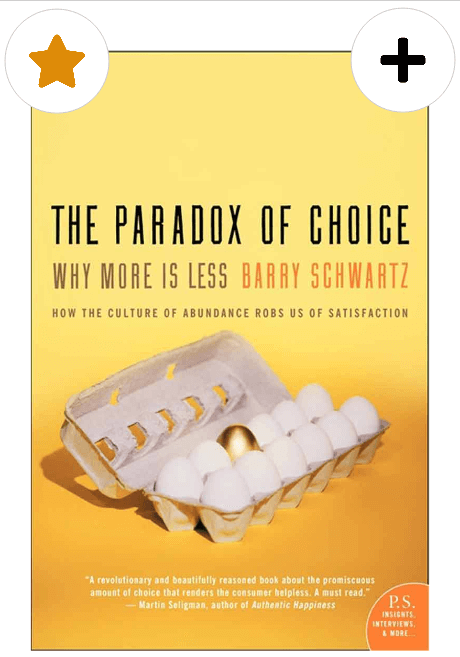 THE PARADOX OF CHOICE
WHY MORE IS LESS BARRY SCHWARTZ
HOW THE CULTURE OF ABUNDANCE ROBS US OF SATISFACTION
"A revolutionary and beautifully reasoned book about the promiscuous
amount of choice that renders the consumer helpless. A must read."
— Martin Seligman, author of Authentic Happiness
P.S.
INSIGHTS,
INTERVIEWS,
& MORE...